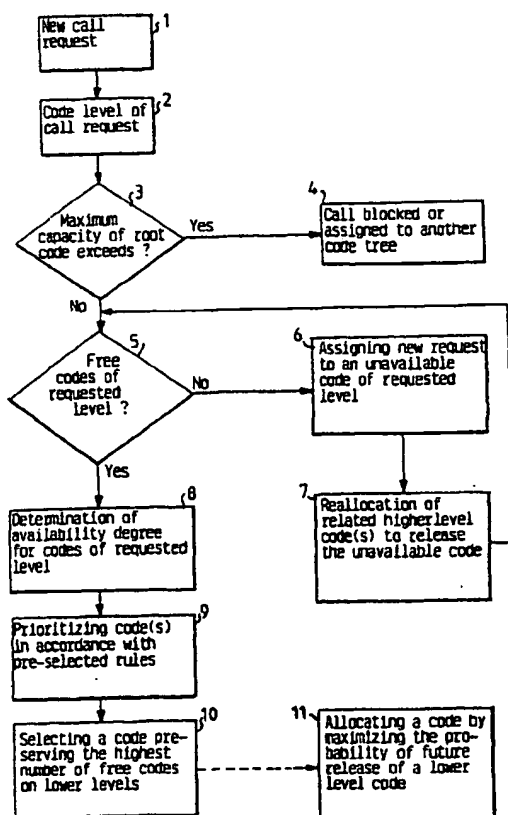 1
New call
request
2
Code level of
call request
3
Maximum
capacity of root
code exceeds ?
Yes
4
Call blocked or
assigned to another
code tree
No
5
Free
codes of
requested
level ?
No
6
Assigning new request
to an unavailable
code of requested
level
Yes
7
Reallocation of
related higherlevel
code(s) to release
the unavailable code
8
Determination of
availability degree
for codes of requested
level
9
Prioritizing code(s)
in accordance with
pre-selected rules
10
Selecting a code pre-
serving the highest
number of free codes
on lower levels
11
Allocating a code by
maximizing the pro-
bability of future
release of a lower
level code